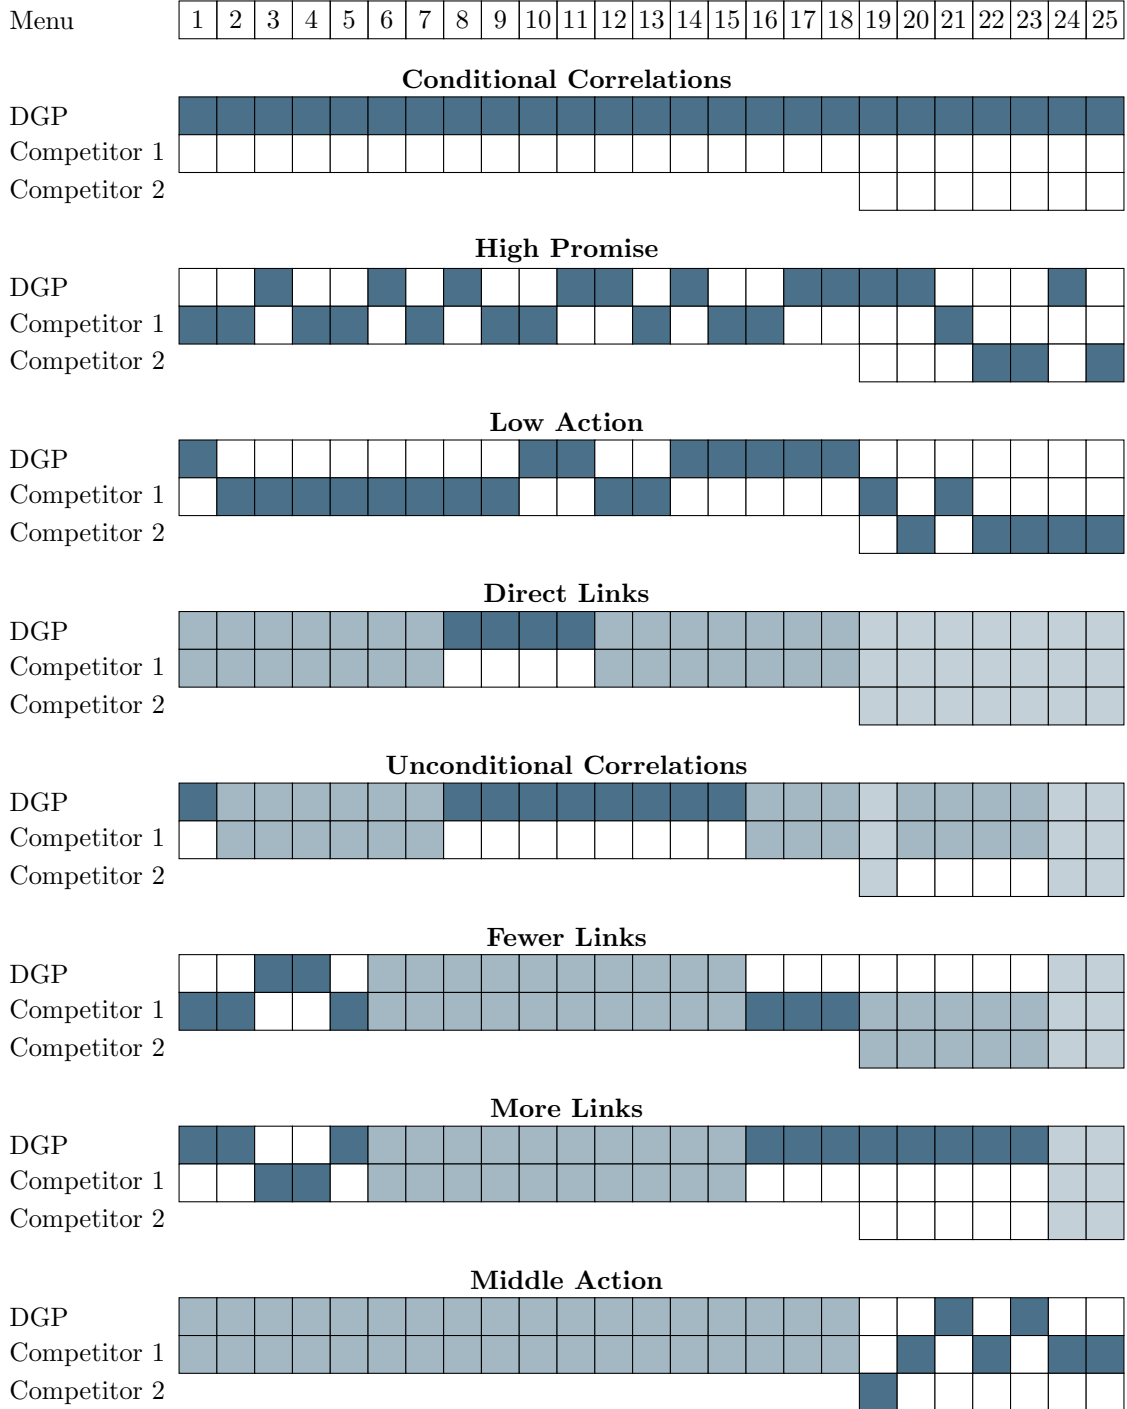 Menu 1 2 3 4 5 6 7 8 9 10 11 12 13 14 15 16 17 18 19 20 21 22 23 24 25
Conditional Correlations
DGP
Competitor 1
Competitor 2
High Promise
DGP
Competitor 1
Competitor 2
Low Action
DGP
Competitor 1
Competitor 2
Direct Links
DGP
Competitor 1
Competitor 2
Unconditional Correlations
DGP
Competitor 1
Competitor 2
Fewer Links
DGP
Competitor 1
Competitor 2
More Links
DGP
Competitor 1
Competitor 2
Middle Action
DGP
Competitor 1
Competitor 2